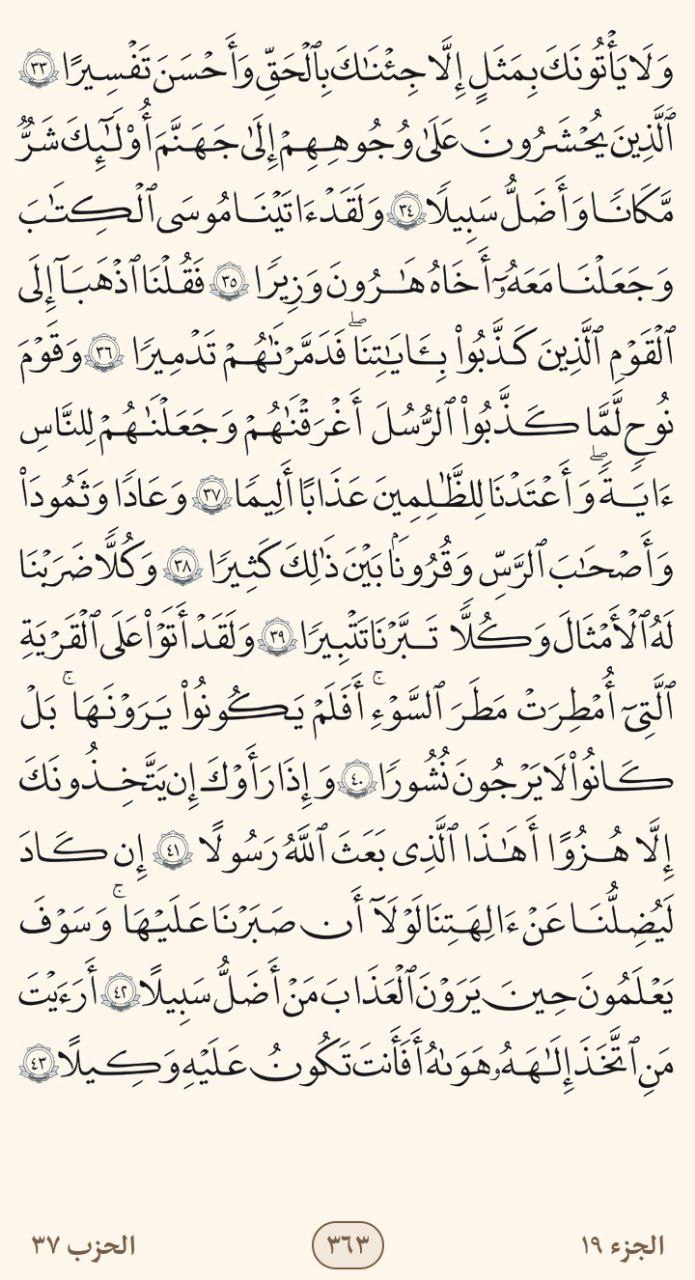 وَلَا يَأْتُونَكَ بِمَثَلٍ إِلَّا جِئْنَٰكَ بِٱلْحَقِّ وَأَحْسَنَ تَفْسِيرًا ٣٣
ٱلَّذِينَ يُحْشَرُونَ عَلَىٰ وُجُوهِهِمْ إِلَىٰ جَهَنَّمَ أُو۟لَٰٓئِكَ شَرٌّ
مَّكَانًا وَأَضَلُّ سَبِيلًا ٣٤ وَلَقَدْ ءَاتَيْنَا مُوسَى ٱلْكِتَٰبَ
وَجَعَلْنَا مَعَهُۥٓ أَخَاهُ هَٰرُونَ وَزِيرًا ٣٥ فَقُلْنَا ٱذْهَبَآ إِلَى
ٱلْقَوْمِ ٱلَّذِينَ كَذَّبُوا۟ بِـَٔايَٰتِنَا ۖ فَدَمَّرْنَٰهُمْ تَدْمِيرًا ٣٦ وَقَوْمَ
نُوحٍ لَّمَّا كَذَّبُوا۟ ٱلرُّسُلَ أَغْرَقْنَٰهُمْ وَجَعَلْنَٰهُمْ لِلنَّاسِ
ءَايَةً ۖ وَأَعْتَدْنَا لِلظَّٰلِمِينَ عَذَابًا أَلِيمًا ٣٧ وَعَادًا وَثَمُودَا۟
وَأَصْحَٰبَ ٱلرَّسِّ وَقُرُونًۢا بَيْنَ ذَٰلِكَ كَثِيرًا ٣٨ وَكُلًّا ضَرَبْنَا
لَهُ ٱلْأَمْثَٰلَ وَكُلًّا تَبَّرْنَا تَتْبِيرًا ٣٩ وَلَقَدْ أَتَوْا۟ عَلَى ٱلْقَرْيَةِ
ٱلَّتِىٓ أُمْطِرَتْ مَطَرَ ٱلسَّوْءِ ۚ أَفَلَمْ يَكُونُوا۟ يَرَوْنَهَا ۚ بَلْ
كَانُوا۟ لَا يَرْجُونَ نُشُورًا ٤٠ وَإِذَا رَأَوْكَ إِن يَتَّخِذُونَكَ
إِلَّا هُزُوًا أَهَٰذَا ٱلَّذِى بَعَثَ ٱللَّهُ رَسُولًا ٤١ إِن كَادَ
لَيُضِلُّنَا عَنْ ءَالِهَتِنَا لَوْلَآ أَن صَبَرْنَا عَلَيْهَا ۚ وَسَوْفَ
يَعْلَمُونَ حِينَ يَرَوْنَ ٱلْعَذَابَ مَنْ أَضَلُّ سَبِيلًا ٤٢ أَرَءَيْتَ
مَنِ ٱتَّخَذَ إِلَٰهَهُۥ هَوَىٰهُ أَفَأَنتَ تَكُونُ عَلَيْهِ وَكِيلًا ٤٣
الجزء ١٩ ٣٦٣ الحزب ٣٧